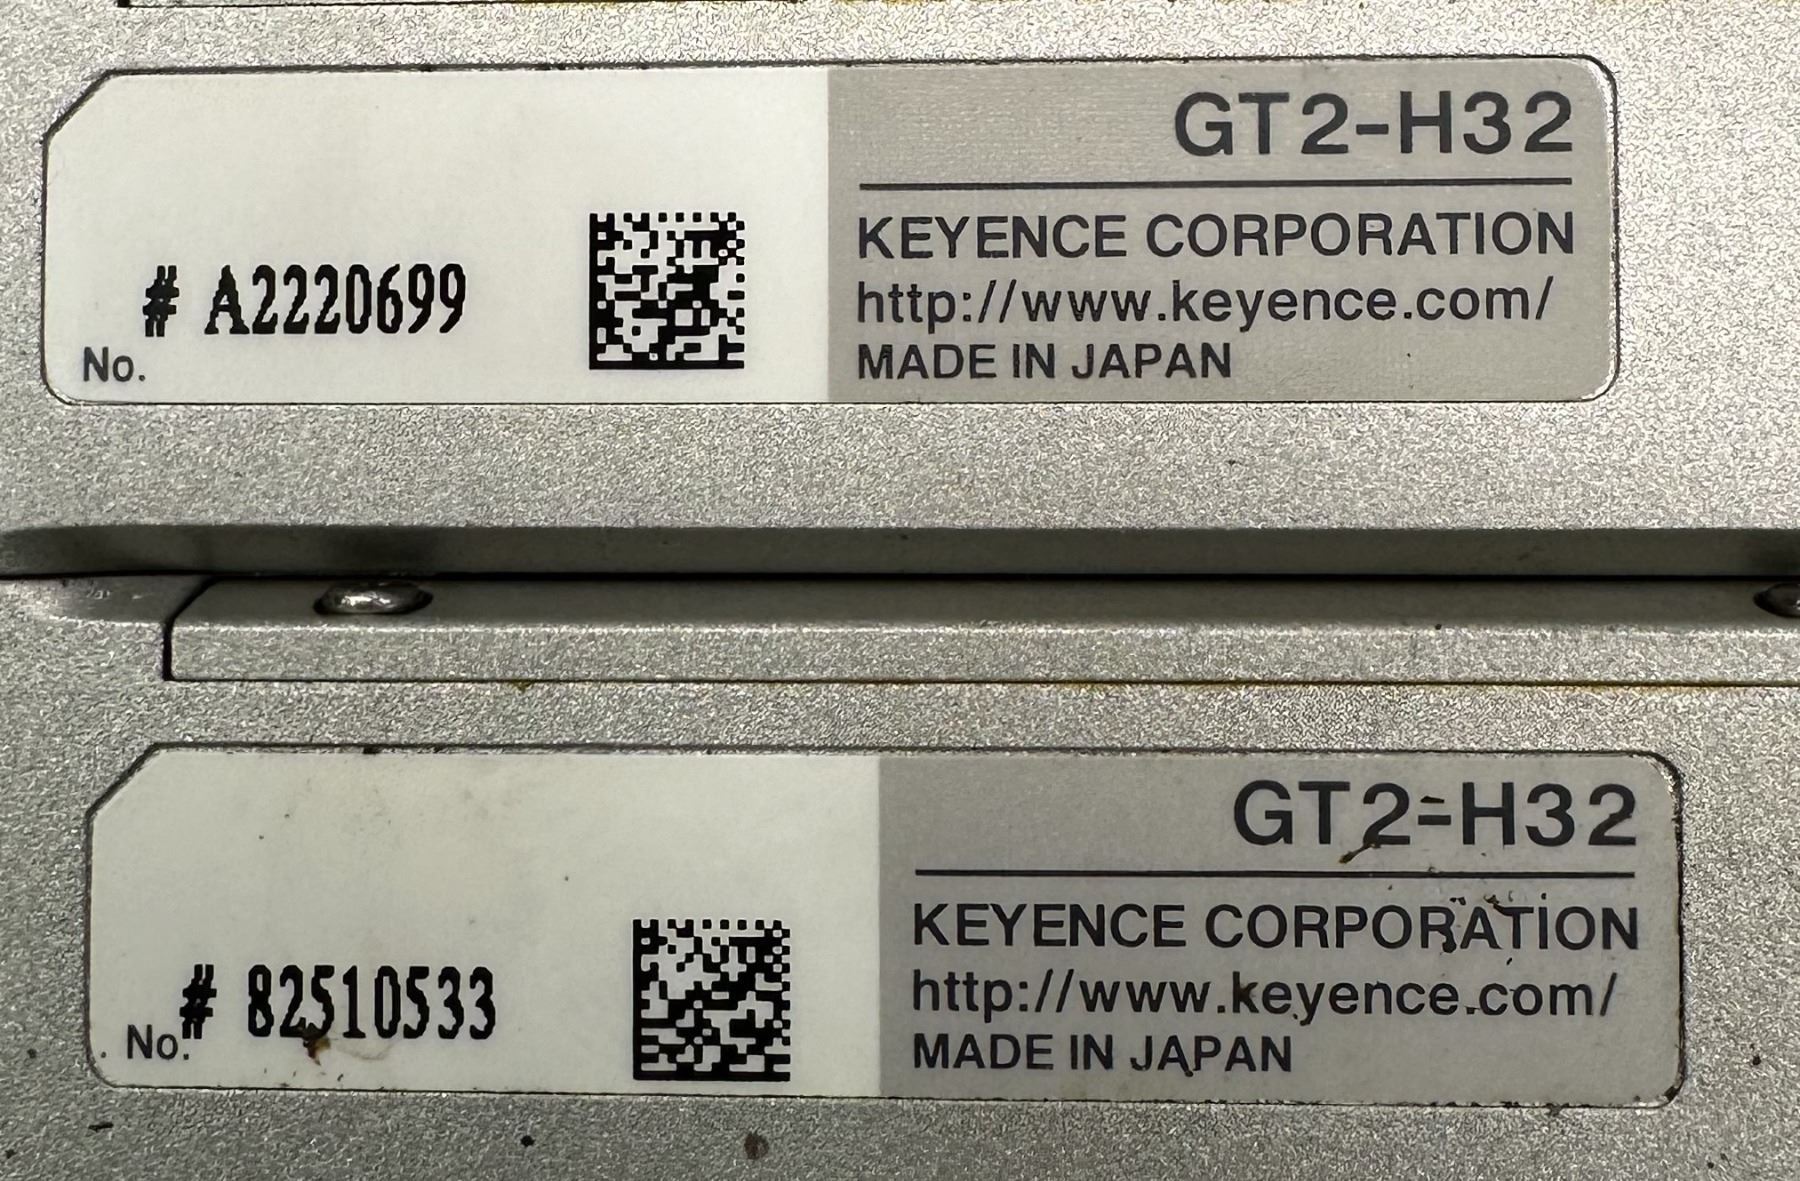 GT2-H32
KEYENCE CORPORATION
http://www.keyence.com/
MADE IN JAPAN
# A2220699
No.
GT2-H32
KEYENCE CORPORATION
http://www.keyence.com/
MADE IN JAPAN
# 82510533
No.